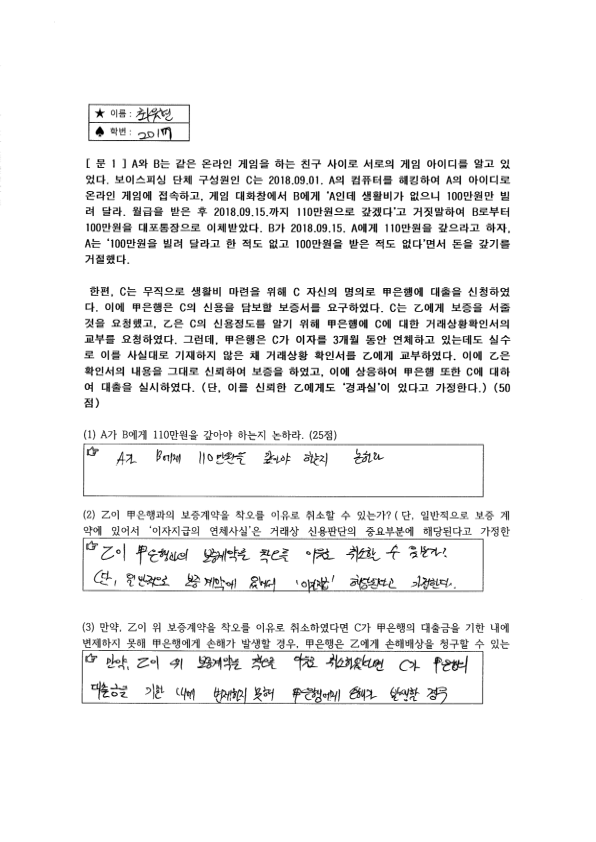 ★ 이름 : 최웃던
♠ 학번 : 2017
[ 문 1 ] A와 B는 같은 온라인 게임을 하는 친구 사이로 서로의 게임 아이디를 알고 있
었다. 보이스피싱 단체 구성원인 C는 2018.09.01. A의 컴퓨터를 해킹하여 A의 아이디로
온라인 게임에 접속하고, 게임 대화창에서 B에게 ‘A인데 생활비가 없으니 100만원만 빌
려 달라. 월급을 받은 후 2018.09.15.까지 110만원으로 갚겠다’고 거짓말하여 B로부터
100만원을 대포통장으로 이체받았다. B가 2018.09.15. A에게 110만원을 갚으라고 하자,
A는 ‘100만원을 빌려 달라고 한 적도 없고 100만원을 받은 적도 없다’면서 돈을 갚기를
거절했다.
한편, C는 무직으로 생활비 마련을 위해 C 자신의 명의로 甲은행에 대출을 신청하였
다. 이에 甲은행은 C의 신용을 담보할 보증서를 요구하였다. C는 乙에게 보증을 서줄
것을 요청했고, 乙은 C의 신용정도를 알기 위해 甲은행에 C에 대한 거래상황확인서의
교부를 요청하였다. 그런데, 甲은행은 C가 이자를 3개월 동안 연체하고 있는데도 실수
로 이를 사실대로 기재하지 않은 채 거래상황 확인서를 乙에게 교부하였다. 이에 乙은
확인서의 내용을 그대로 신뢰하여 보증을 하였고, 이에 상응하여 甲은행 또한 C에 대하
여 대출을 실시하였다. (단, 이를 신뢰한 乙에게도 ‘경과실’이 있다고 가정한다.) (50
점)
(1) A가 B에게 110만원을 갚아야 하는지 논하라. (25점)
A가 B에게 110만원을 갚아야 하는지 논하라
(2) 乙이 甲은행과의 보증계약을 착오를 이유로 취소할 수 있는가? ( 단, 일반적으로 보증 계
약에 있어서 ‘이자지급의 연체사실’은 거래상 신용판단의 중요부분에 해당된다고 가정한
乙이 甲은행과의 보증계약을 착오를 이유로 취소할 수 있는가?
(단, 일반적으로 보증계약에 있어서 해당된다고 가정한다.
(3) 만약, 乙이 위 보증계약을 착오를 이유로 취소하였다면 C가 甲은행의 대출금을 기한 내에
변제하지 못해 甲은행에게 손해가 발생할 경우, 甲은행은 乙에게 손해배상을 청구할 수 있는
만약, 乙이 위 보증계약을 착오를 이유로 취소하였다면 C가 甲은행의
대출금을 기한 내에 변제하지 못해 甲은행에게 손해가 발생할 경우